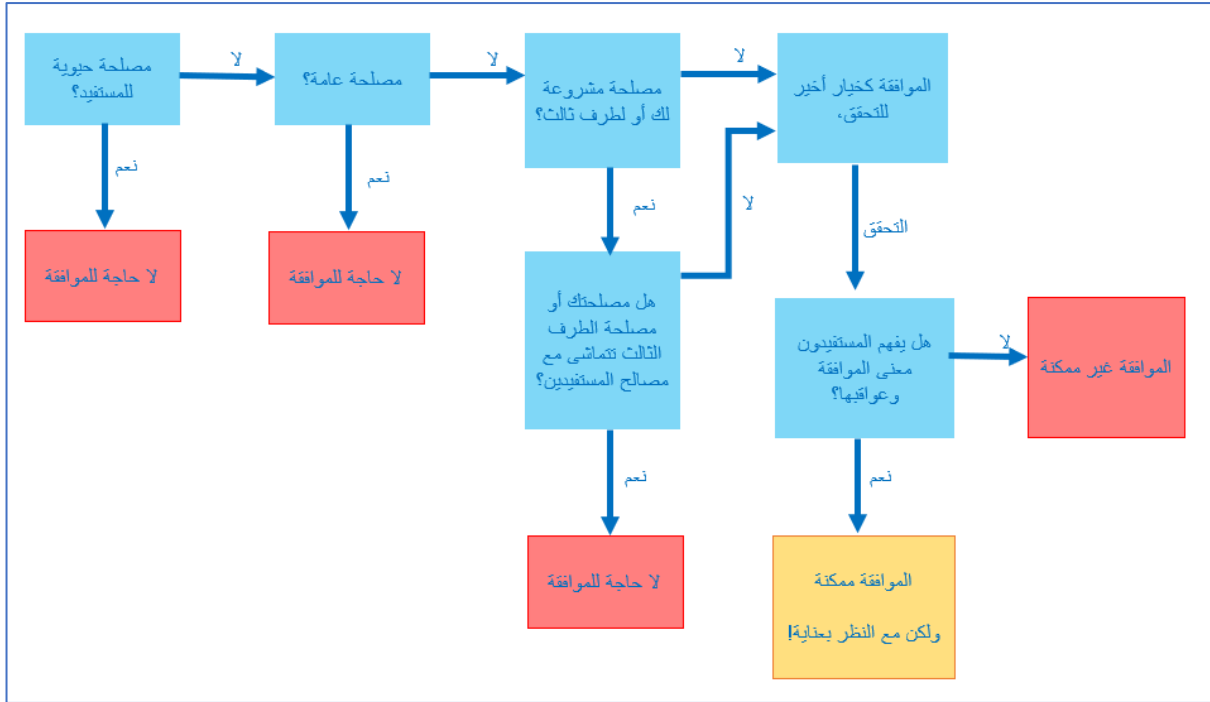 مصلحة حيوية
للمستفيد؟
لا
مصلحة عامة؟
لا
مصلحة مشروعة
لك أو لطرف ثالث؟
لا
الموافقة كخيار أخير
للتحقق،
نعم
نعم
نعم
لا
التحقق
لا حاجة للموافقة
لا حاجة للموافقة
هل مصلحتك أو
مصلحة الطرف
الثالث تتماشى مع
مصالح المستفيدين؟
هل يفهم المستفيدون
معنى الموافقة
وعواقبها؟
لا
الموافقة غير ممكنة
نعم
نعم
لا حاجة للموافقة
الموافقة ممكنة
ولكن مع النظر بعناية!